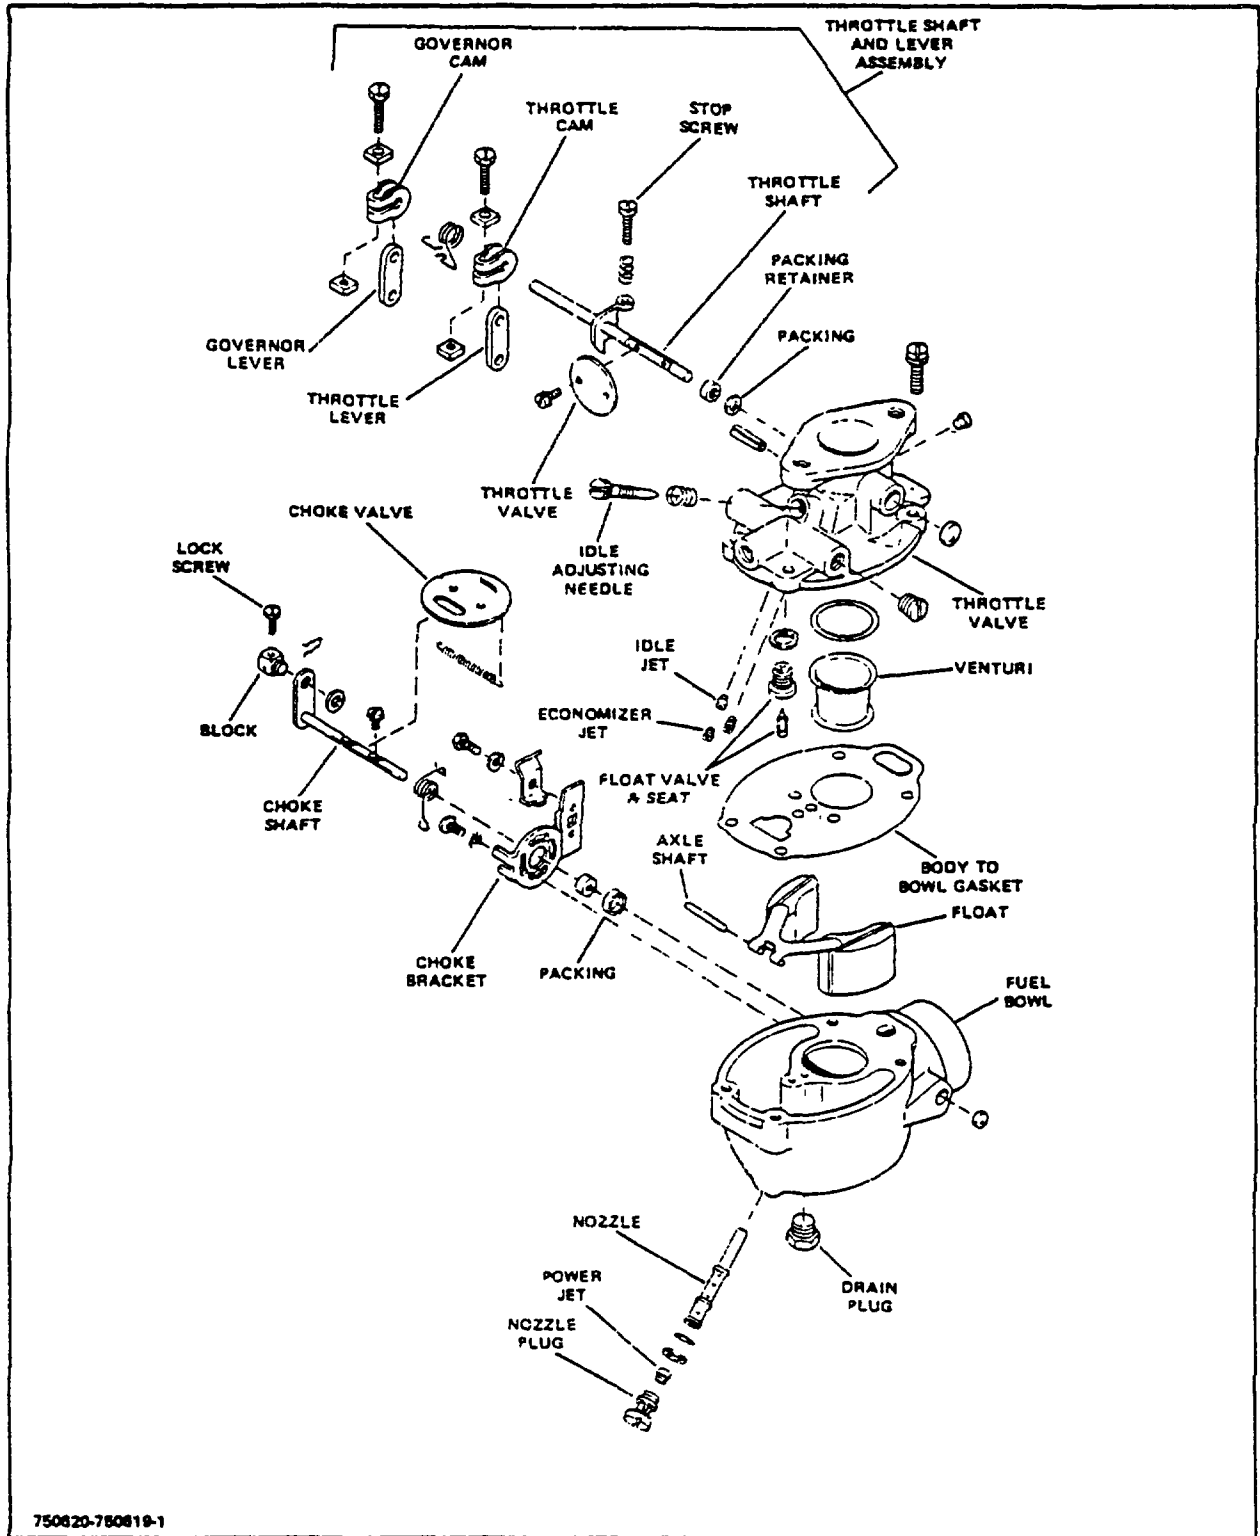 THROTTLE SHAFT
AND LEVER
ASSEMBLY
GOVERNOR
CAM
THROTTLE
CAM
STOP
SCREW
THROTTLE
SHAFT
PACKING
RETAINER
PACKING
GOVERNOR
LEVER
THROTTLE
LEVER
THROTTLE
VALVE
CHOKE VALVE
IDLE
ADJUSTING
NEEDLE
LOCK
SCREW
THROTTLE
VALVE
IDLE
JET
VENTURI
BLOCK
ECONOMIZER
JET
FLOAT VALVE
& SEAT
CHOKE
SHAFT
AXLE
SHAFT
BODY TO
BOWL GASKET
FLOAT
CHOKE
BRACKET
PACKING
FUEL
BOWL
NOZZLE
POWER
JET
DRAIN
PLUG
NOZZLE
PLUG
750620-750619-1